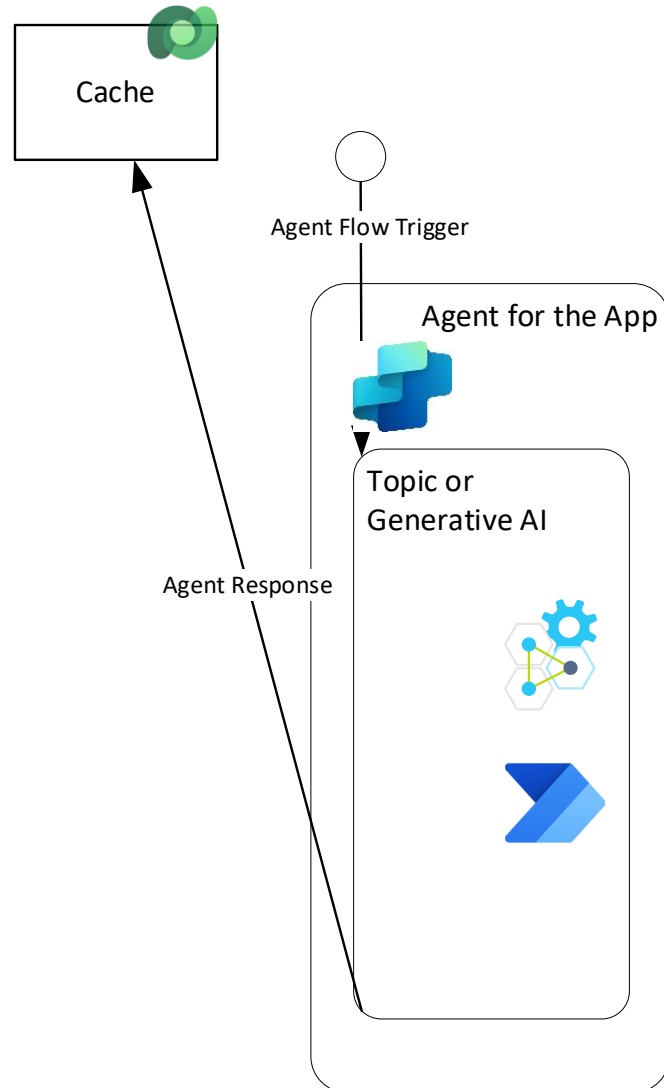 Cache
Agent Flow Trigger
Agent for the App
Topic or
Generative AI
Agent Response